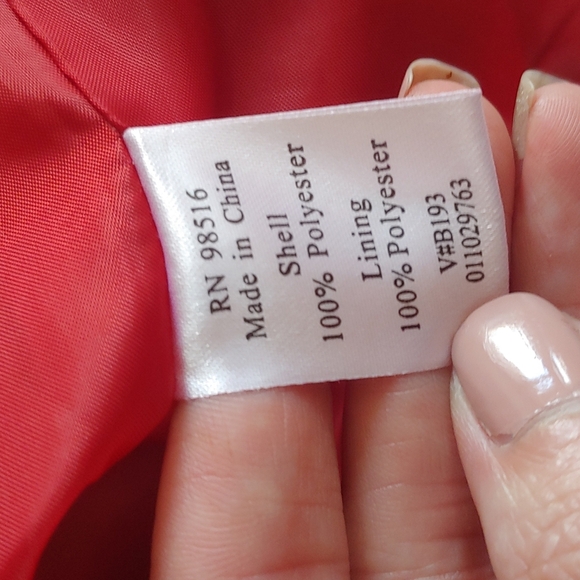 RN 98516
Made in China
Shell
100% Polyester
Lining
100% Polyester
V#B193
011029763